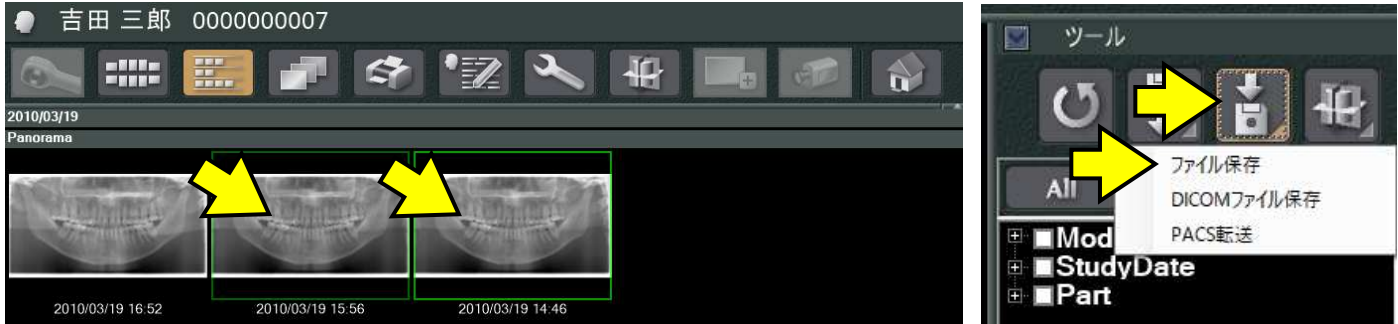 吉田 三郎 0000000007
2010/03/19
Panorama
2010/03/19 16:52
2010/03/19 15:56
2010/03/19 14:46
ツール
All
ファイル保存
DICOMファイル保存
PACS転送
Mod
StudyDate
Part